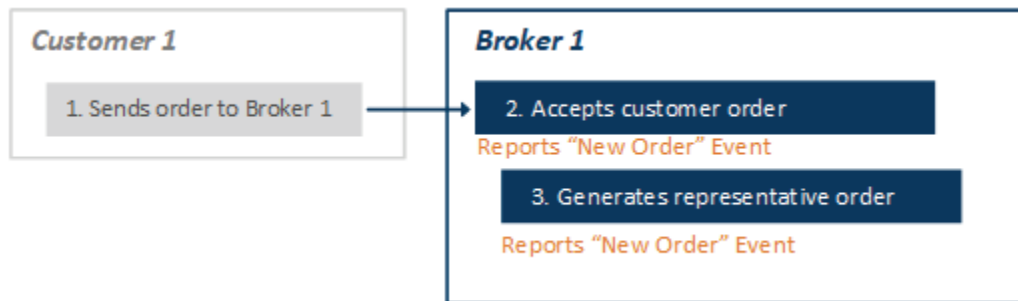 Customer 1
1. Sends order to Broker 1
Broker 1
2. Accepts customer order
Reports “New Order” Event
3. Generates representative order
Reports “New Order” Event